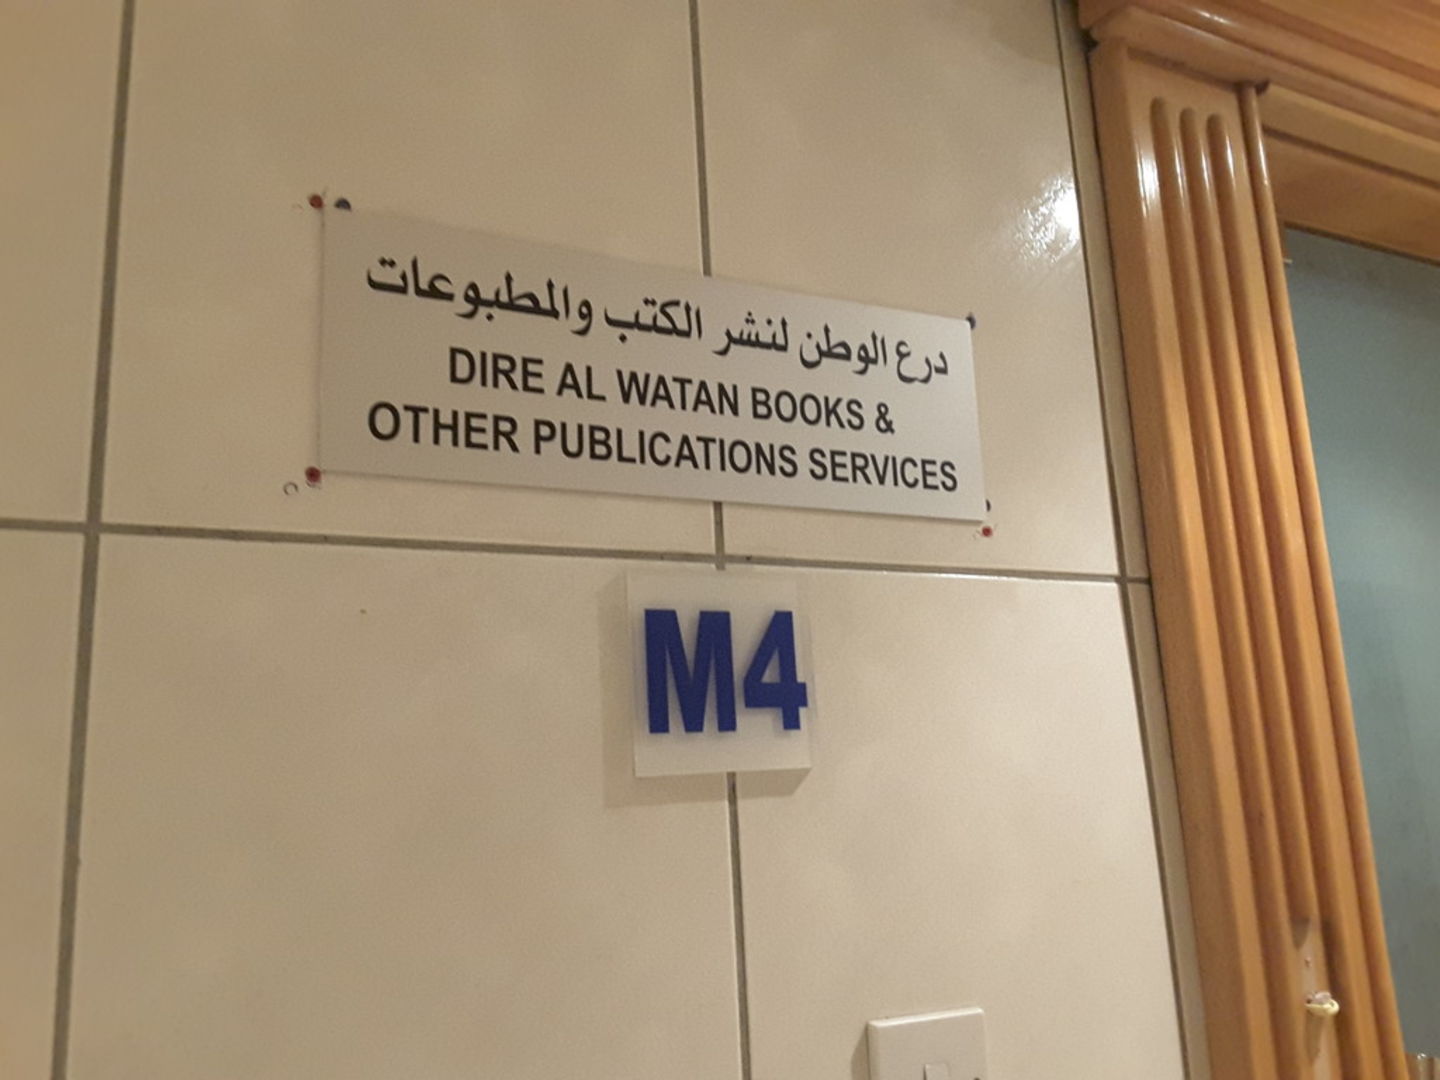 درع الوطن لنشر الكتب والمطبوعات
DIRE AL WATAN BOOKS &
OTHER PUBLICATIONS SERVICES
M4